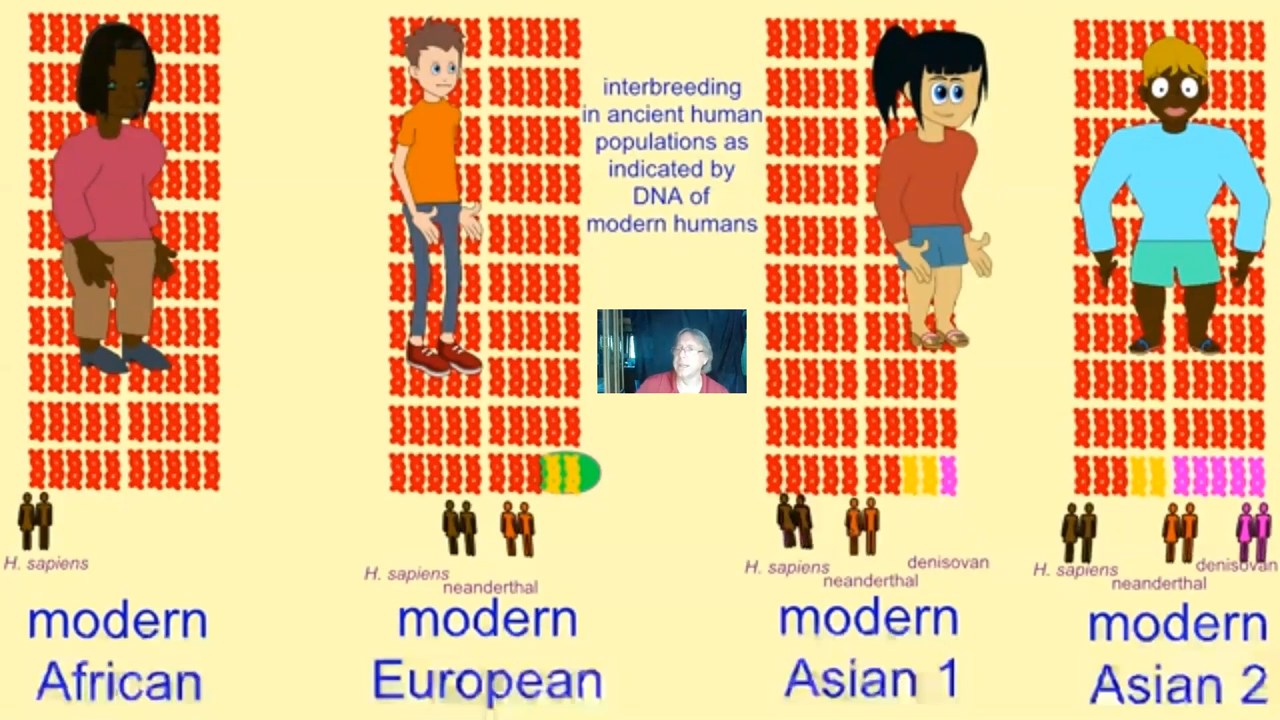 interbreeding
in ancient human
populations as
indicated by
DNA of
modern humans
H. sapiens
modern
African
H. sapiens
neanderthal
modern
European
H. sapiens
neanderthal
denisovan
modern
Asian 1
H. sapiens
neanderthal
denisovan
modern
Asian 2